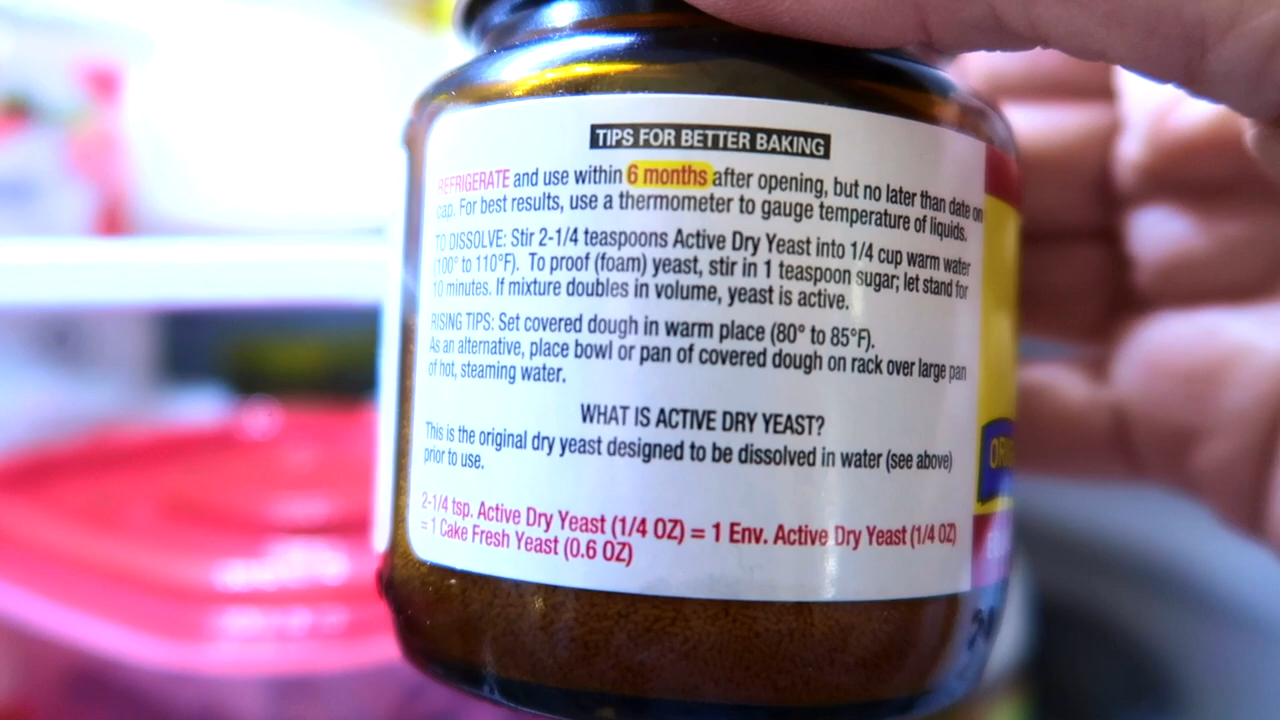 TIPS FOR BETTER BAKING
REFRIGERATE and use within 6 months after opening, but no later than date on
cap. For best results, use a thermometer to gauge temperature of liquids.
TO DISSOLVE: Stir 2-1/4 teaspoons Active Dry Yeast into 1/4 cup warm water
(100° to 110°F). To proof (foam) yeast, stir in 1 teaspoon sugar; let stand for
10 minutes. If mixture doubles in volume, yeast is active.
RISING TIPS: Set covered dough in warm place (80° to 85°F).
As an alternative, place bowl or pan of covered dough on rack over large pan
of hot, steaming water.
WHAT IS ACTIVE DRY YEAST?
This is the original dry yeast designed to be dissolved in water (see above)
prior to use.
2-1/4 tsp. Active Dry Yeast (1/4 OZ) = 1 Env. Active Dry Yeast (1/4 OZ)
= 1 Cake Fresh Yeast (0.6 OZ)